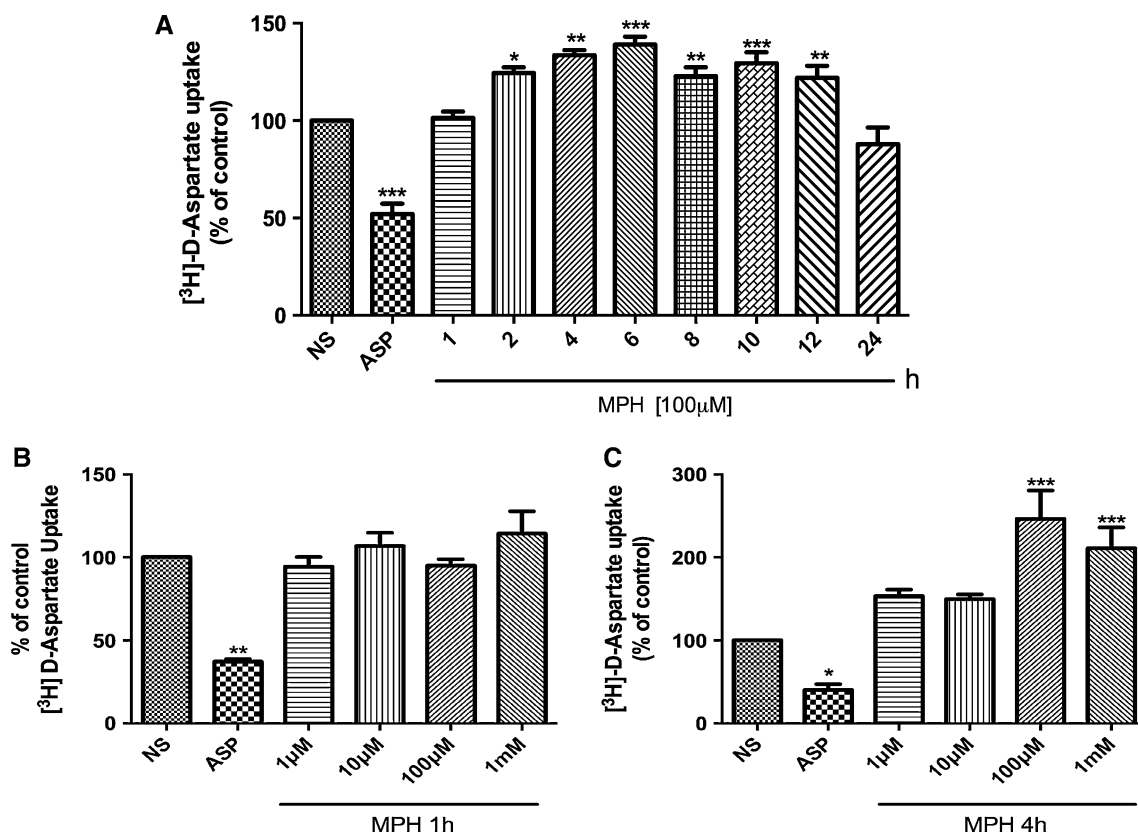 A
[³H]-D-Aspartate uptake
(% of control)
150
100
50
0
***
*
**
***
**
***
**
NS
ASP
1
2
4
6
8
10
12
24
h
MPH [100µM]
B
% of control
[³H] D-Aspartate Uptake
150
100
50
0
**
NS
ASP
1µM
10µM
100µM
1mM
MPH 1h
C
[³H]-D-Aspartate uptake
(% of control)
300
200
100
0
*
***
***
NS
ASP
1µM
10µM
100µM
1mM
MPH 4h